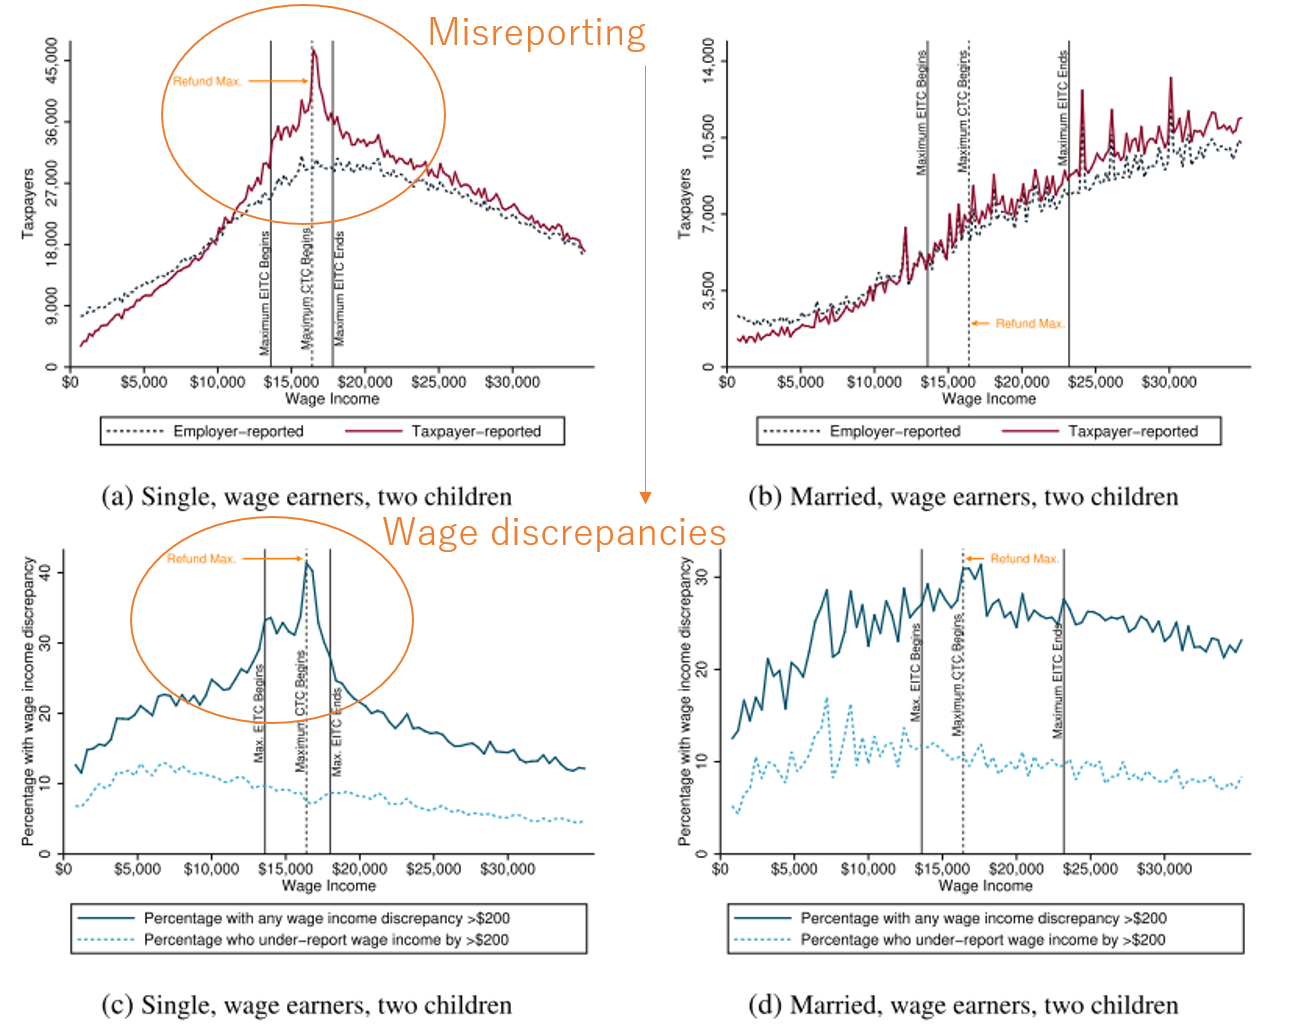 Misreporting
Taxpayers
45,000
36,000
27,000
18,000
9,000
0
Refund Max.
Maximum EITC Begins
Maximum CTC Begins
Maximum EITC Ends
$0
$5,000
$10,000
$15,000
$20,000
$25,000
$30,000
Wage Income
Employer-reported
Taxpayer-reported
(a) Single, wage earners, two children
Taxpayers
14,000
10,500
7,000
3,500
0
Maximum EITC Begins
Maximum CTC Begins
Maximum EITC Ends
Refund Max.
$0
$5,000
$10,000
$15,000
$20,000
$25,000
$30,000
Wage Income
Employer-reported
Taxpayer-reported
(b) Married, wage earners, two children
Wage discrepancies
Percentage with wage income discrepancy
40
30
20
10
0
Refund Max.
Max. EITC Begins
Maximum CTC Begins
Max. EITC Ends
$0
$5,000
$10,000
$15,000
$20,000
$25,000
$30,000
Wage Income
Percentage with any wage income discrepancy >$200
Percentage who under-report wage income by >$200
(c) Single, wage earners, two children
Percentage with wage income discrepancy
30
20
10
0
Refund Max.
Max. EITC Begins
Maximum CTC Begins
Maximum EITC Ends
$0
$5,000
$10,000
$15,000
$20,000
$25,000
$30,000
Wage Income
Percentage with any wage income discrepancy >$200
Percentage who under-report wage income by >$200
(d) Married, wage earners, two children